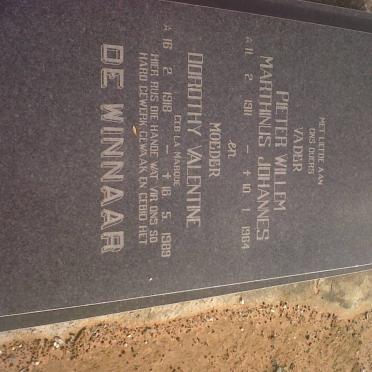 MET LIEFDE AAN
ONS OUERS
VADER
PIETER WILLEM
MARTHINUS JOHANNES
* 11. 2. 1911 - + 10. 1. 1964
en
MOEDER
DOROTHY VALENTINE
GEB LA MARQUE
* 16 2 1918 - + 16 5 1989
HIER RUS DIE HANDE WAT VIR ONS SO
HARD GEWERK GEWAAK EN GEBID HET
DE WINNAAR